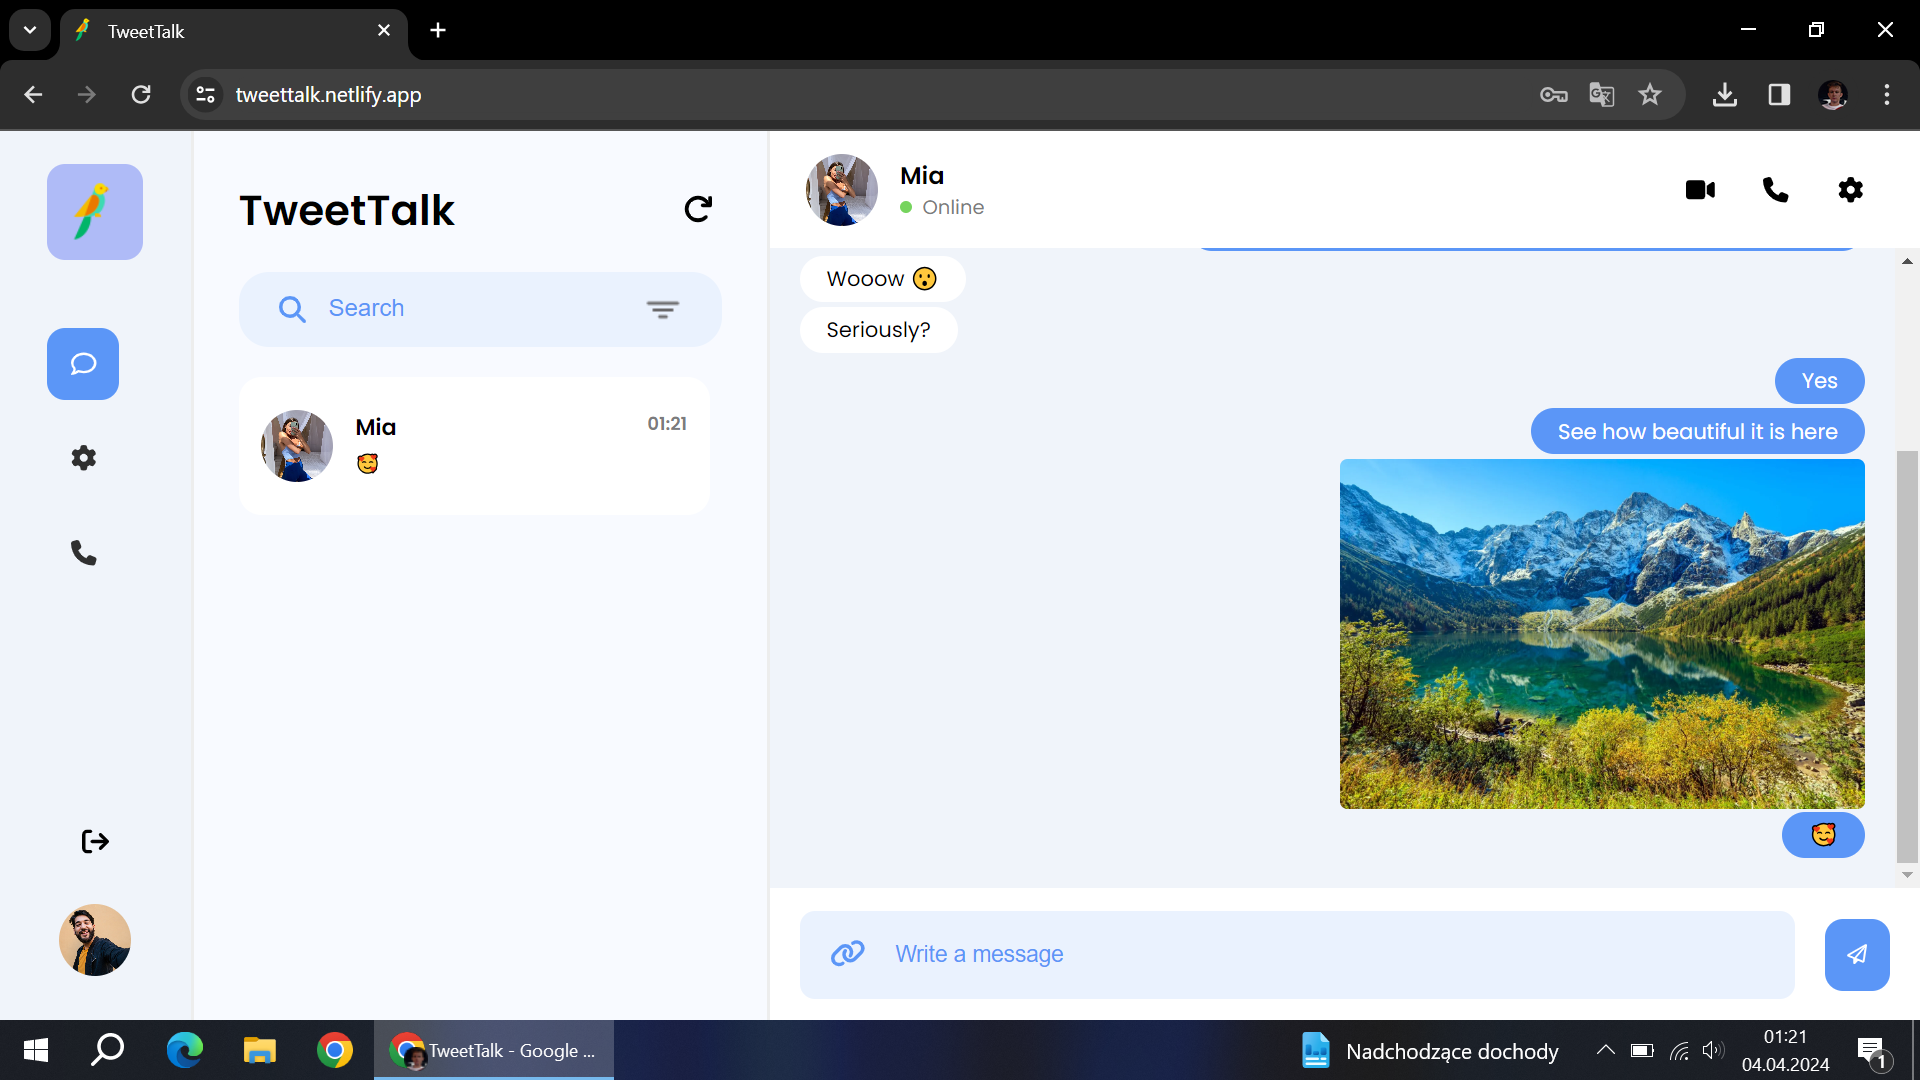 TweetTalk
tweettalk.netlify.app
TweetTalk
Search
Mia
01:21
🥰
Mia
Online
Wooow 😯
Seriously?
Yes
See how beautiful it is here
🥰
Write a message
TweetTalk - Google ...
Nadchodzące dochody
01:21
04.04.2024
1